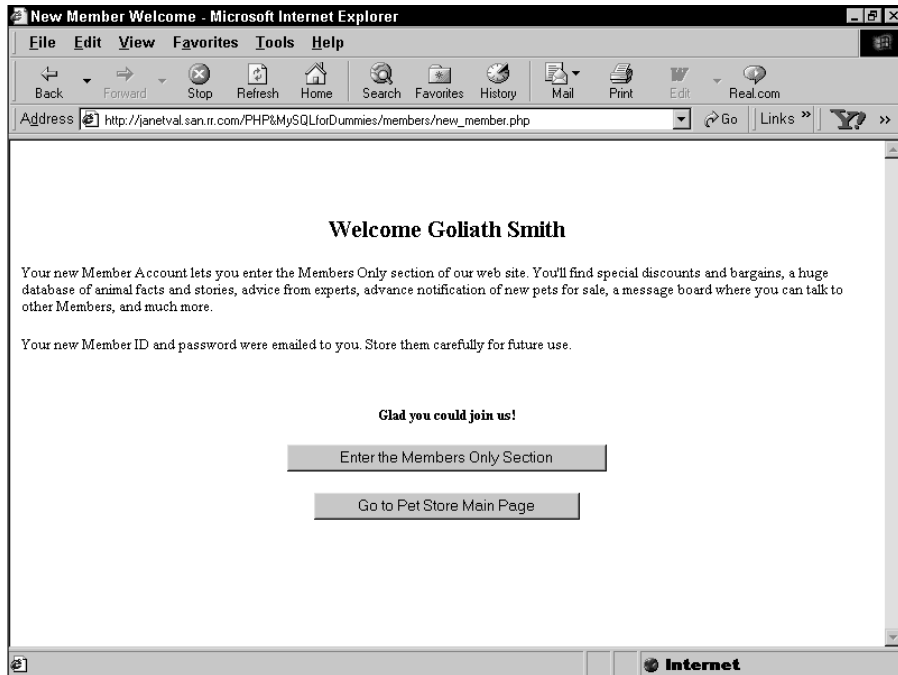 New Member Welcome - Microsoft Internet Explorer
File Edit View Favorites Tools Help
Back Forward Stop Refresh Home Search Favorites History Mail Print Edit Real.com
Address http://janetval.san.rr.com/PHP&MySQLforDummies/members/new_member.php Go Links »
Y! »
Welcome Goliath Smith
Your new Member Account lets you enter the Members Only section of our web site. You'll find special discounts and bargains, a huge
database of animal facts and stories, advice from experts, advance notification of new pets for sale, a message board where you can talk to
other Members, and much more.
Your new Member ID and password were emailed to you. Store them carefully for future use.
Glad you could join us!
Enter the Members Only Section
Go to Pet Store Main Page
Internet